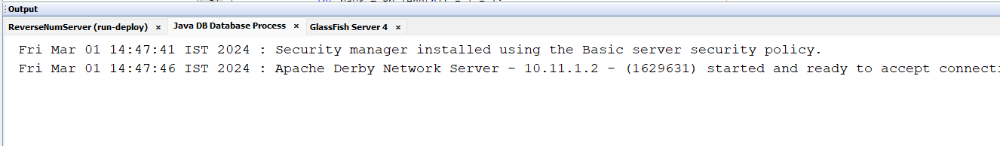 Output
ReverseNumServer (run-deploy) × Java DB Database Process × GlassFish Server 4 ×
Fri Mar 01 14:47:41 IST 2024 : Security manager installed using the Basic server security policy.
Fri Mar 01 14:47:46 IST 2024 : Apache Derby Network Server - 10.11.1.2 - (1629631) started and ready to accept